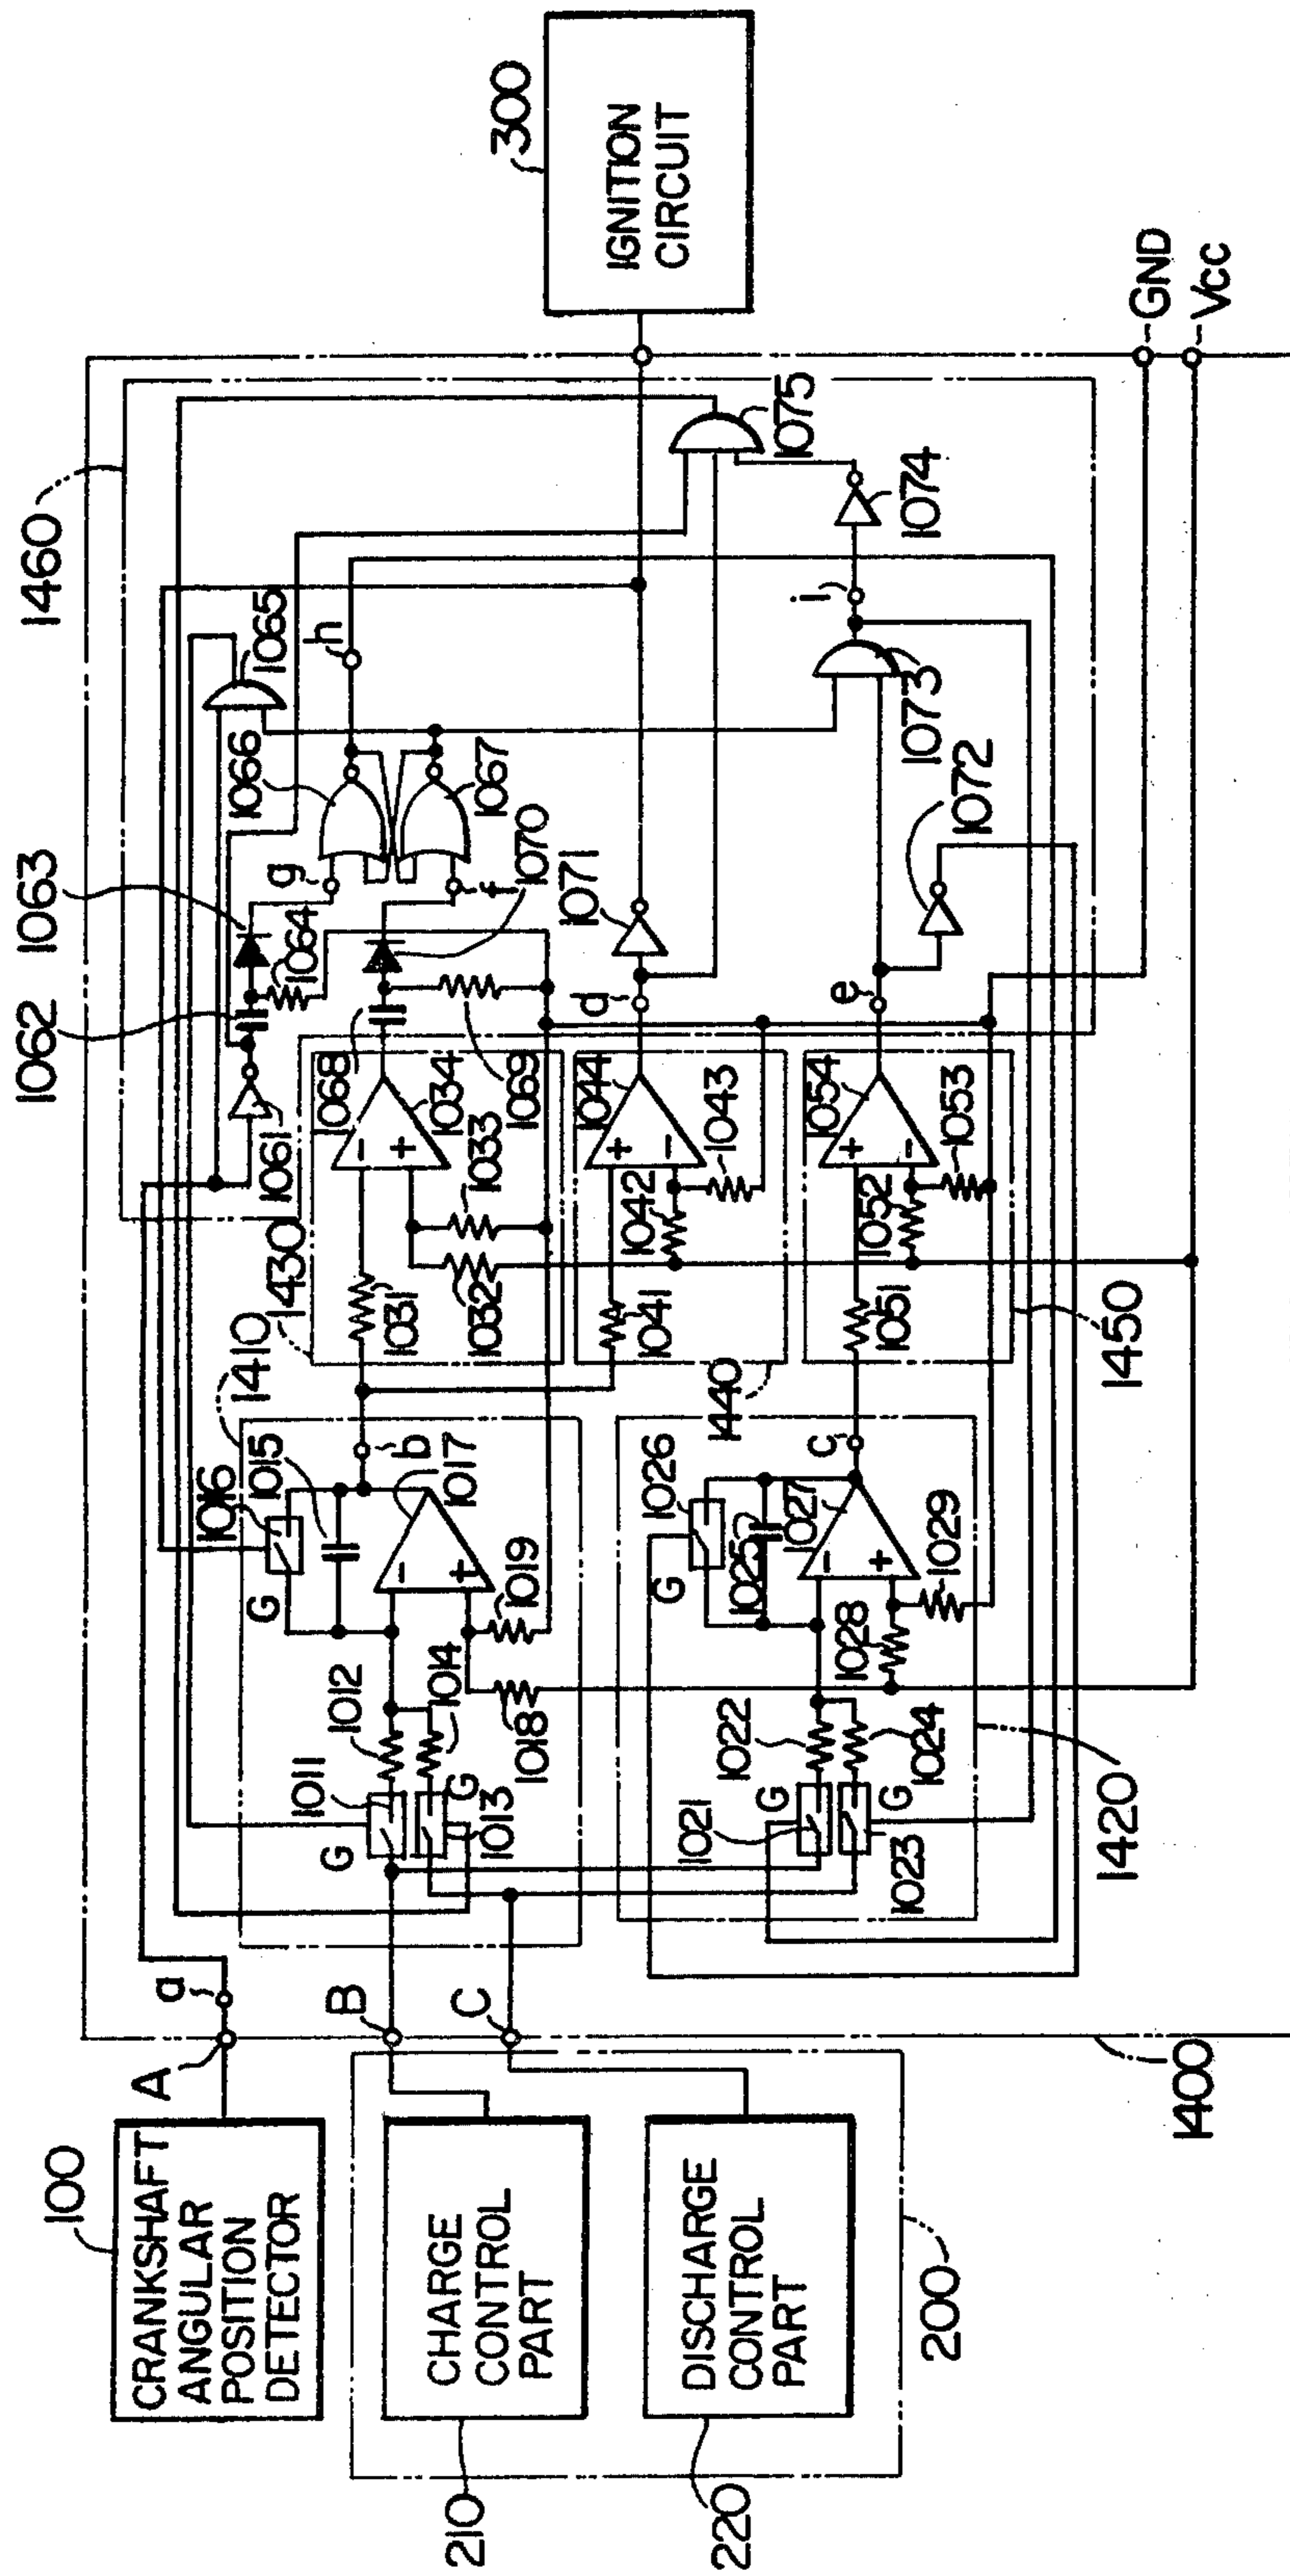 100
CRANKSHAFT
ANGULAR
POSITION
DETECTOR
A
a
210
CHARGE
CONTROL
PART
B
220
DISCHARGE
CONTROL
PART
C
200
1400
1410
1011
G
1012
1013
G
1014
1016
G
1015
b
1017
-
+
1018
1019
1420
1021
G
1022
1023
G
1024
1026
G
1025
c
1027
-
+
1028
1029
1430
1031
1032
1033
1034
-
+
1440
1041
1042
1043
1044
+
-
1450
1051
1052
1053
1054
+
-
1460
1061
1062
1063
1064
1065
1066
1067
1068
1069
1070
g
f
h
d
1071
e
1072
1073
i
1074
1075
300
IGNITION
CIRCUIT
GND
Vcc